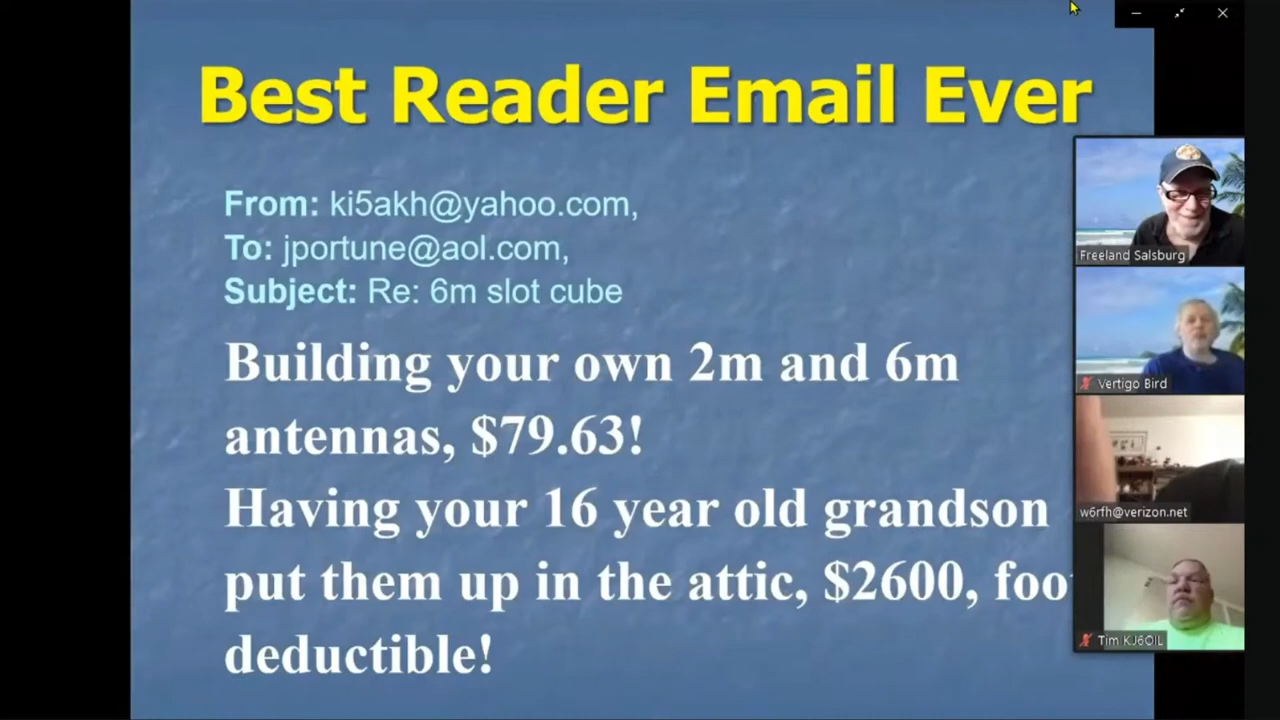 Best Reader Email Ever
From: ki5akh@yahoo.com,
To: jportune@aol.com,
Subject: Re: 6m slot cube
Building your own 2m and 6m
antennas, $79.63!
Having your 16 year old grandson
put them up in the attic, $2600, foo
deductible!
Freeland Salsburg
Vertigo Bird
w6rfh@verizon.net
Tim KJ6OIL